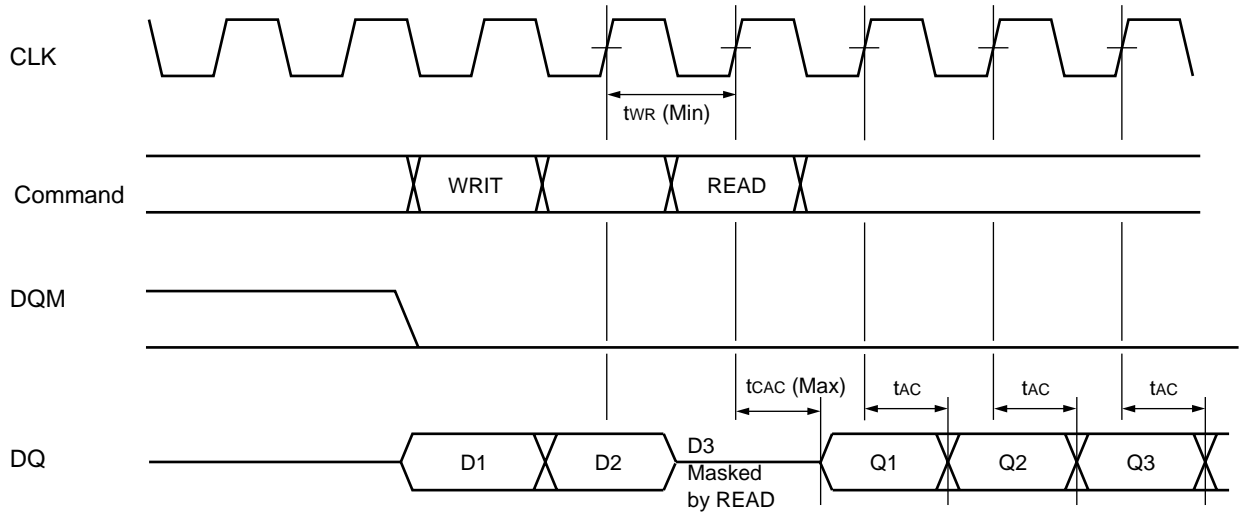 CLK
tWR (Min)
Command
WRIT
READ
DQM
tCAC (Max)
tAC
tAC
tAC
DQ
D1
D2
D3
Masked
by READ
Q1
Q2
Q3